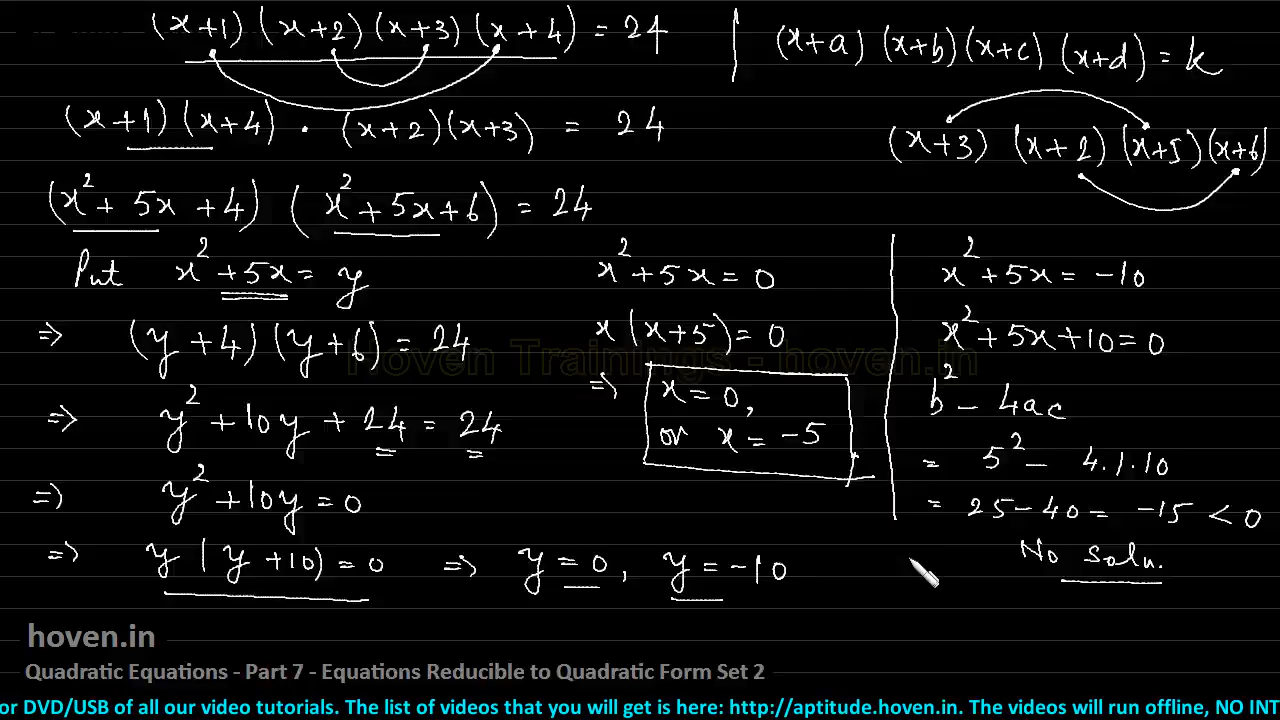 (x+1) (x+2) (x+3) (x+4) = 24
(x+1) (x+4) . (x+2)(x+3) = 24
(x² + 5x + 4) (x² + 5x + 6) = 24
Put x² + 5x = y
=> (y + 4) (y + 6) = 24
=> y² + 10y + 24 = 24
=> y² + 10y = 0
=> y (y + 10) = 0 => y = 0, y = -10
x² + 5x = 0
x (x+5) = 0
=> x = 0,
or x = -5
(x+a) (x+b) (x+c) (x+d) = k
(x+3) (x+2) (x+5) (x+6)
x² + 5x = -10
x² + 5x + 10 = 0
b² - 4ac
= 5² - 4.1.10
= 25 - 40 = -15 < 0
No soln.
Hoven Trainings - hoven.in
hoven.in
Quadratic Equations - Part 7 - Equations Reducible to Quadratic Form Set 2
or DVD/USB of all our video tutorials. The list of videos that you will get is here: http://aptitude.hoven.in. The videos will run offline, NO INT